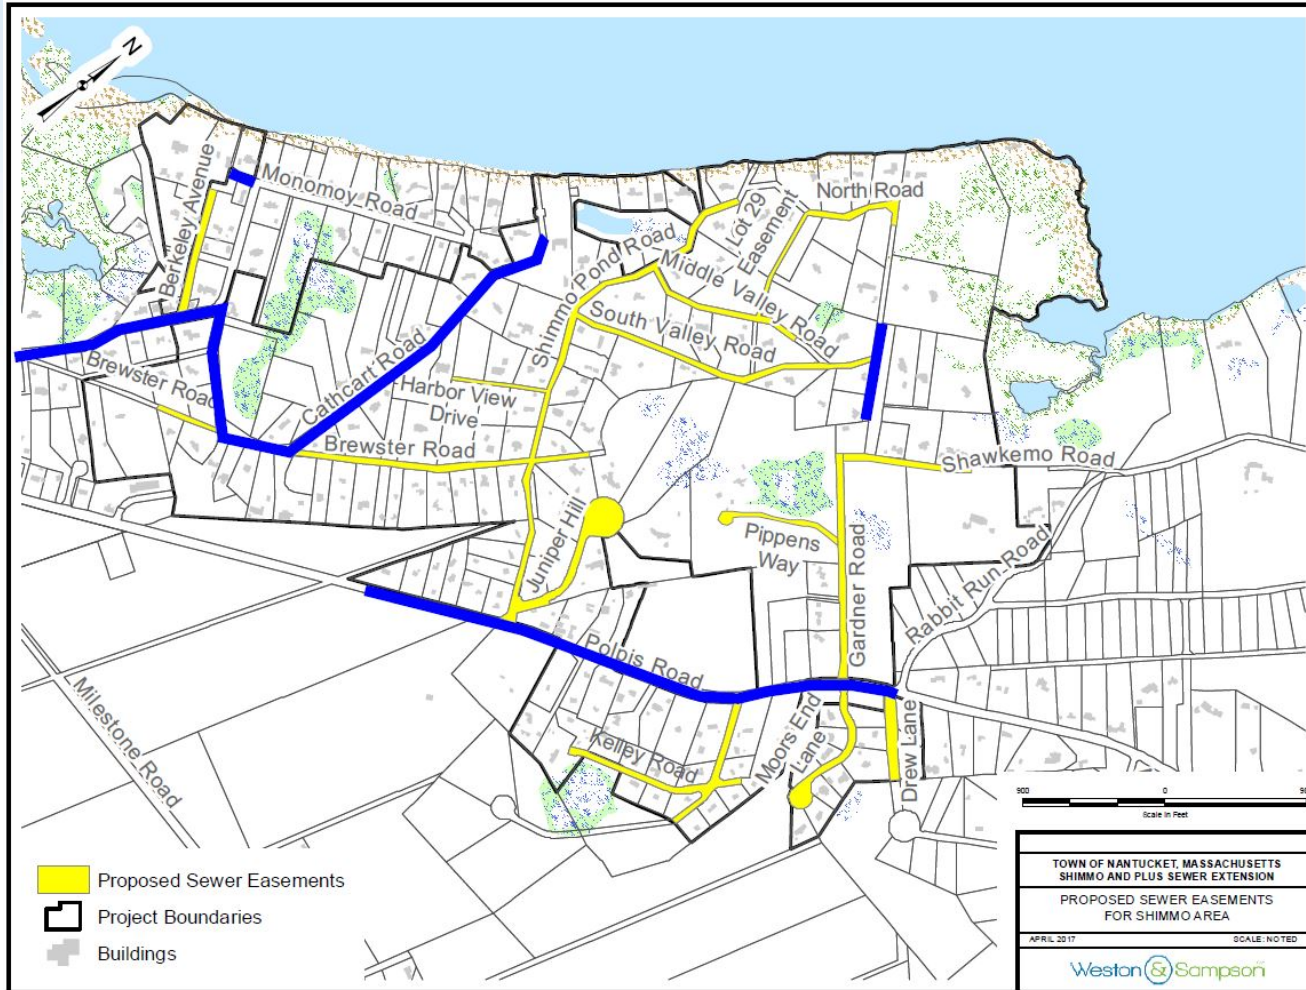 N
Berkeley Avenue
Monomoy Road
North Road
Lot 29
Easement
Shimmo Pond Road
Middle Valley Road
South Valley Road
Brewster Road
Cathcart Road
Harbor View
Drive
Brewster Road
Shawkemo Road
Juniper Hill
Pippens
Way
Gardner Road
Rabbit Run Road
Polpis Road
Milestone Road
Kelley Road
Moors End
Lane
Drew Lane
900 0
Scale in Feet
Proposed Sewer Easements
Project Boundaries
Buildings
TOWN OF NANTUCKET, MASSACHUSETTS
SHIMMO AND PLUS SEWER EXTENSION
PROPOSED SEWER EASEMENTS
FOR SHIMMO AREA
APRIL 2017 SCALE: NOTED
Weston & Sampson